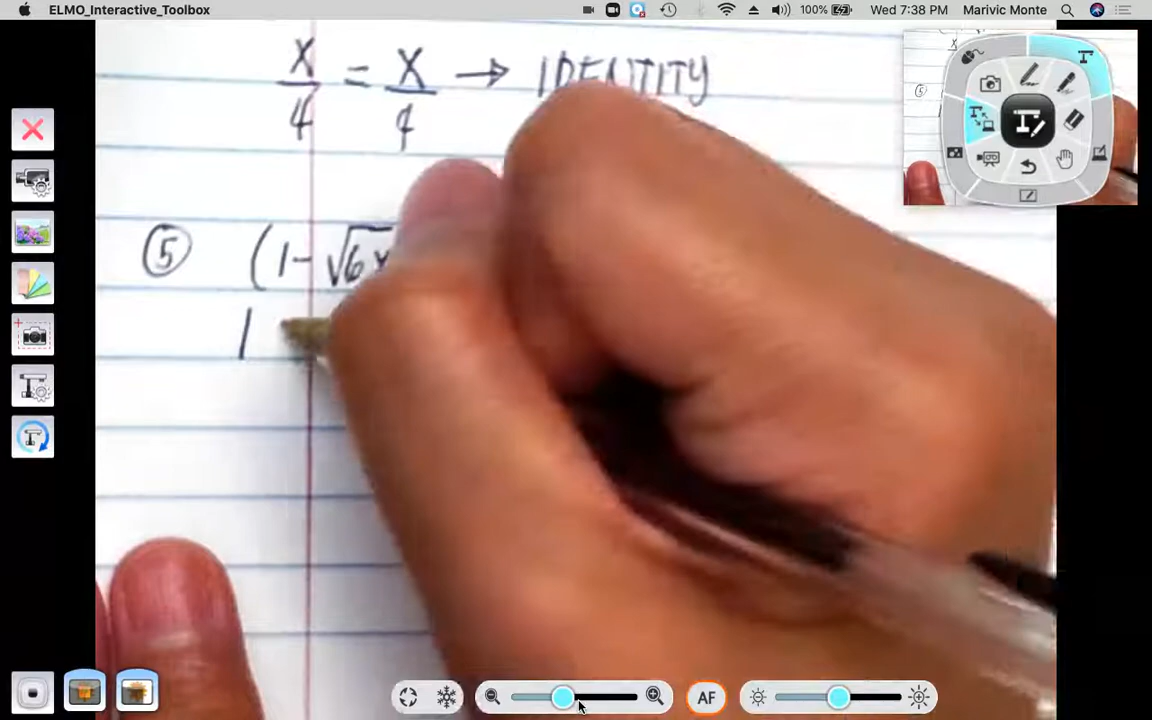 ELMO_Interactive_Toolbox 100% Wed 7:38 PM Marivic Monte
x/4 = x/4 → IDENTITY
⑤ (1-√6x
1
AF